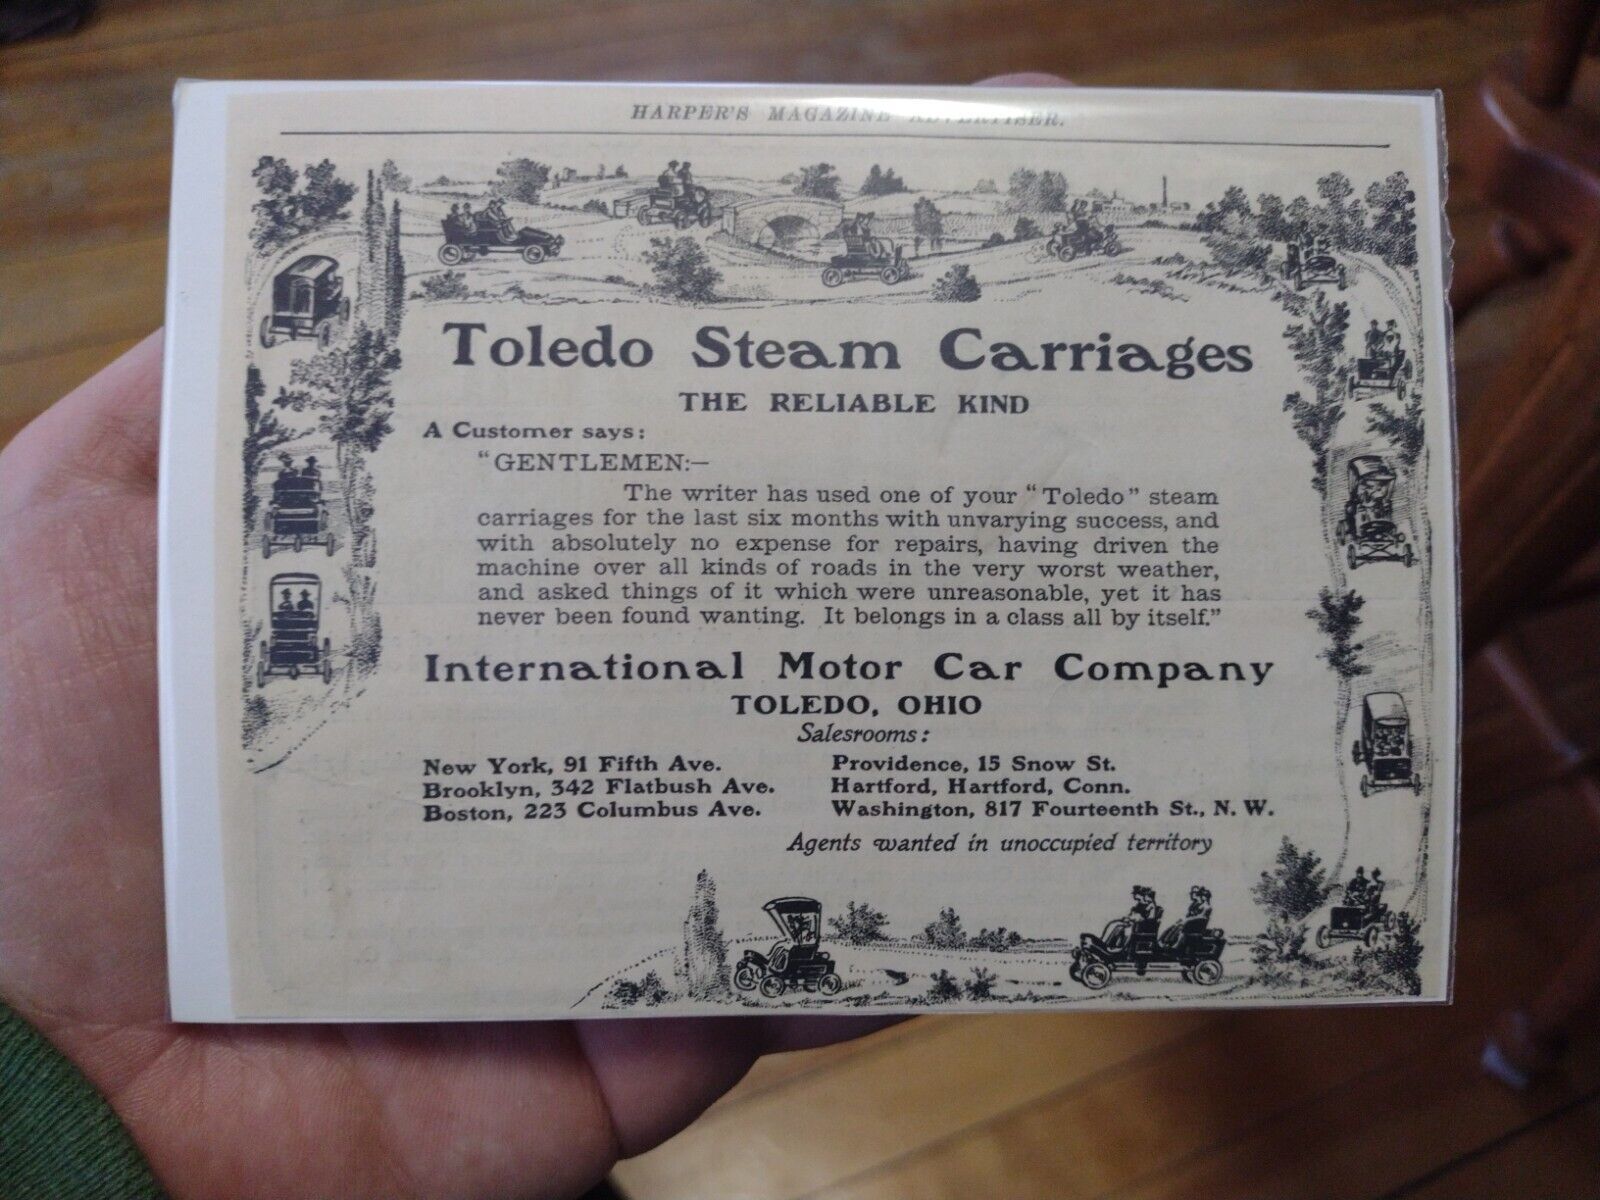 HARPER'S MAGAZINE ADVERTISER.
Toledo Steam Carriages
THE RELIABLE KIND
A Customer says:
"GENTLEMEN:—
The writer has used one of your "Toledo" steam
carriages for the last six months with unvarying success, and
with absolutely no expense for repairs, having driven the
machine over all kinds of roads in the very worst weather,
and asked things of it which were unreasonable, yet it has
never been found wanting. It belongs in a class all by itself."
International Motor Car Company
TOLEDO, OHIO
Salesrooms:
New York, 91 Fifth Ave.
Brooklyn, 342 Flatbush Ave.
Boston, 223 Columbus Ave.
Providence, 15 Snow St.
Hartford, Hartford, Conn.
Washington, 817 Fourteenth St., N. W.
Agents wanted in unoccupied territory